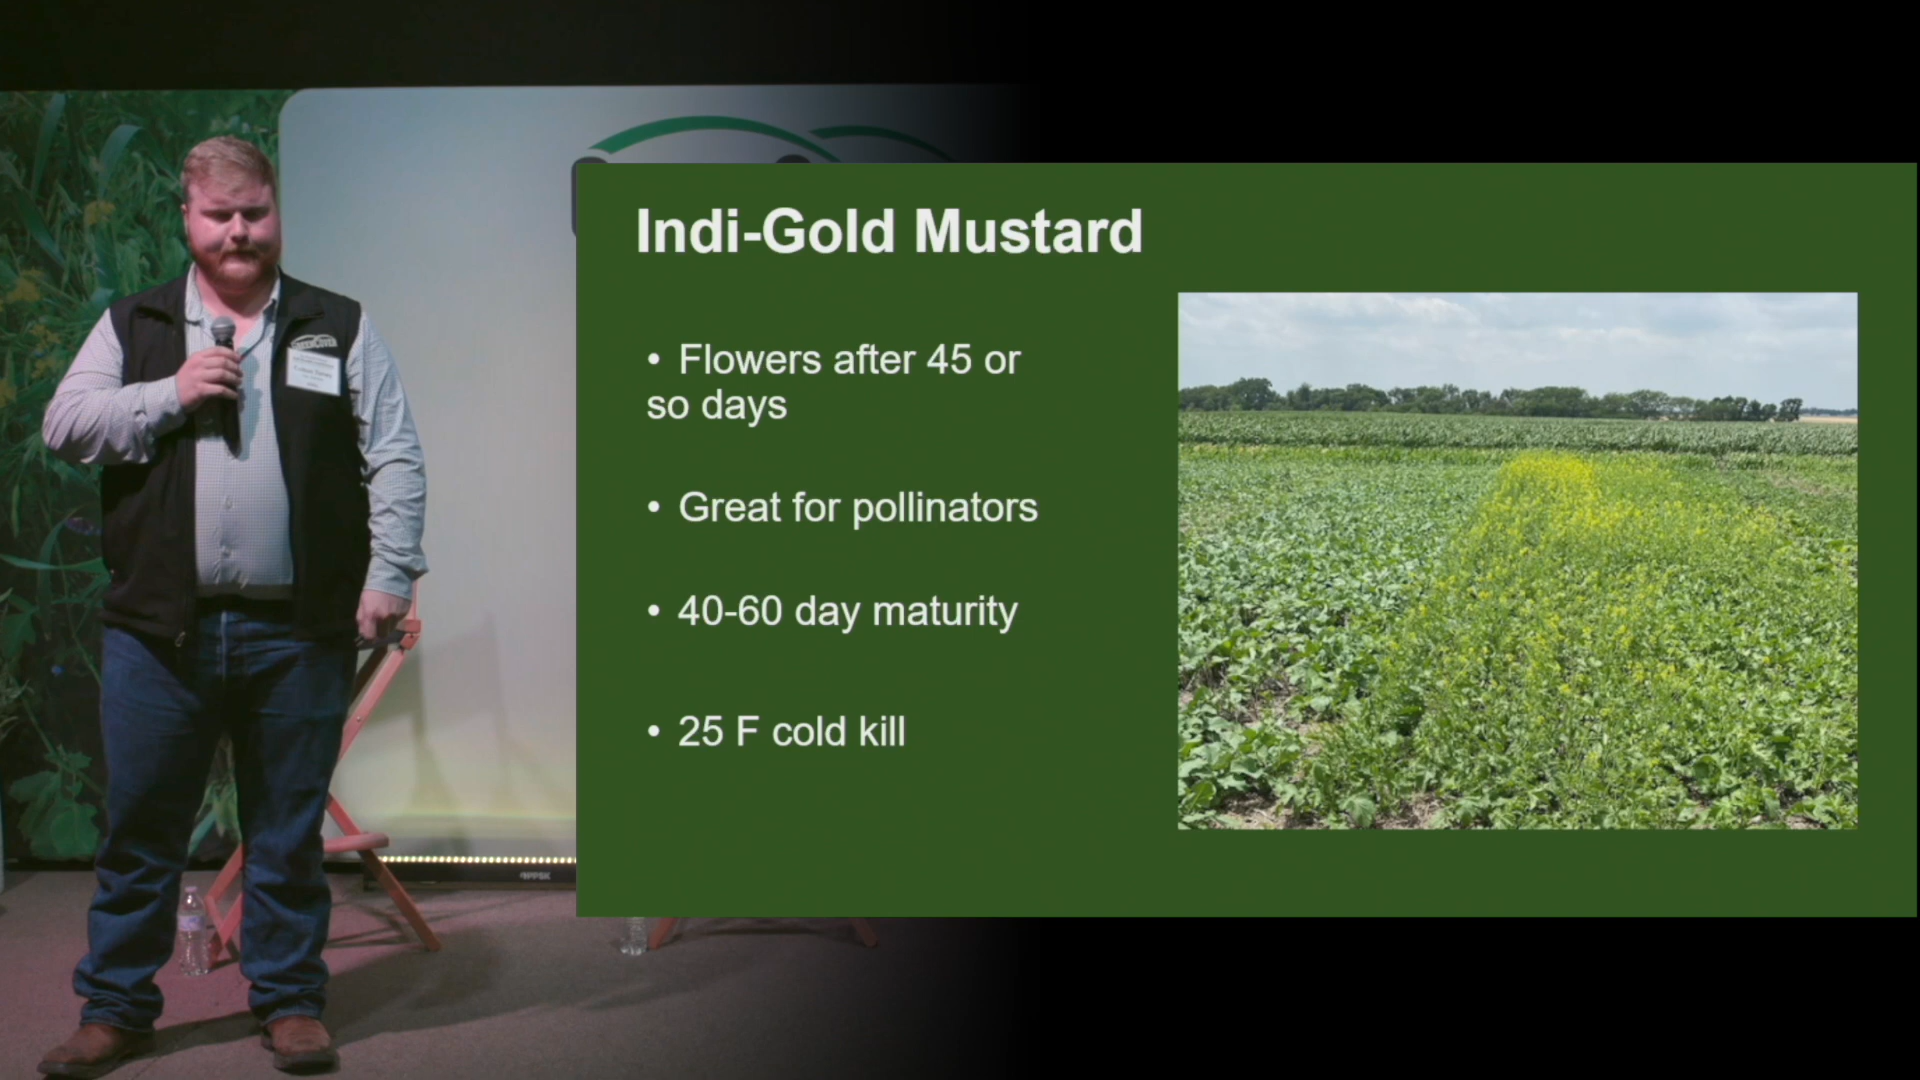 Indi-Gold Mustard
• Flowers after 45 or
so days
• Great for pollinators
• 40-60 day maturity
• 25 F cold kill
GREENCOVER